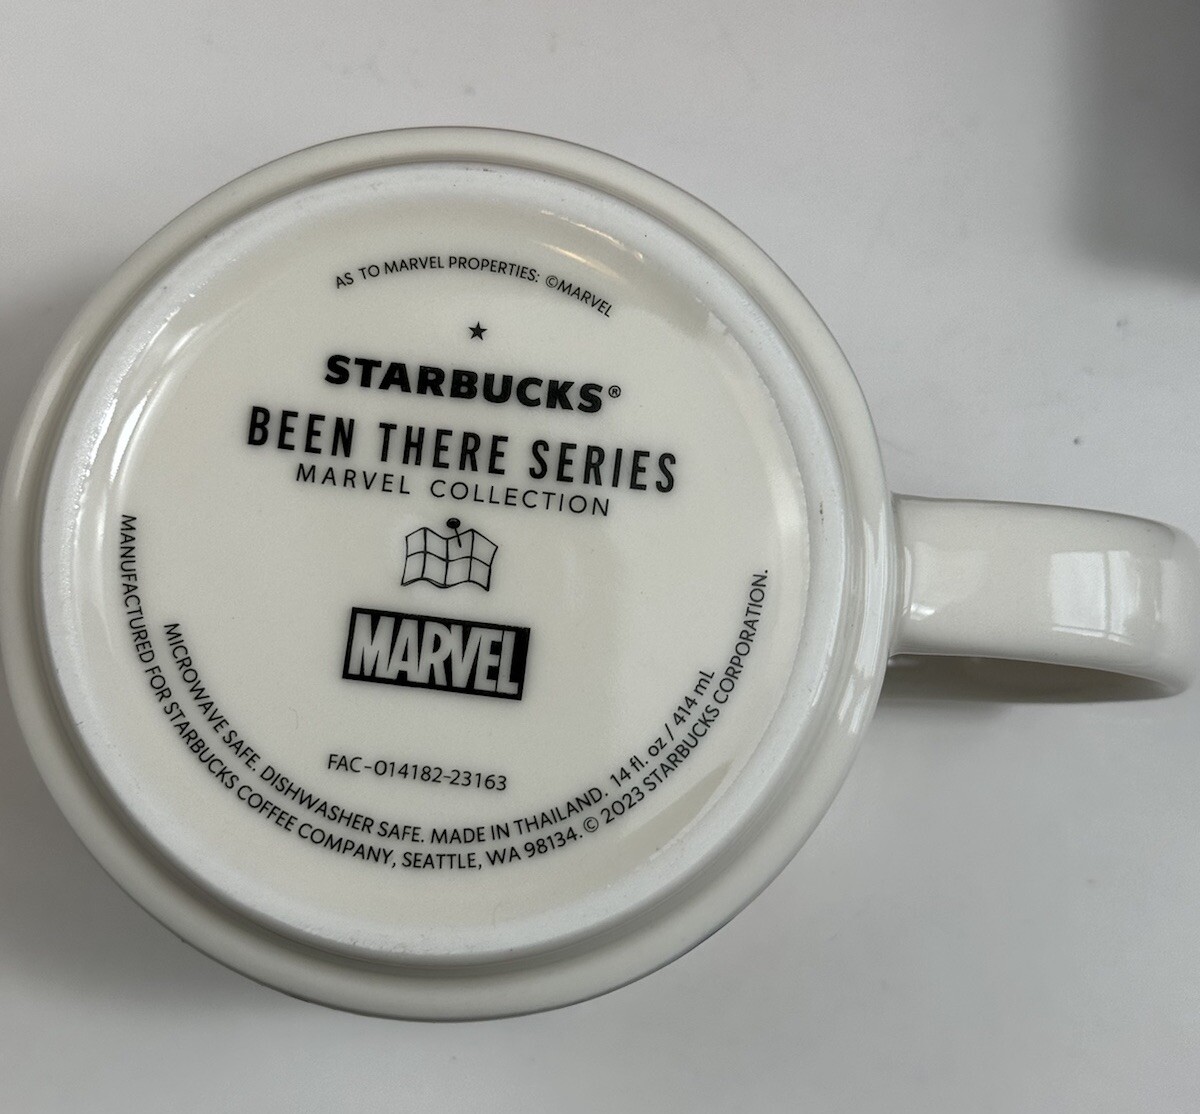 AS TO MARVEL PROPERTIES: ©MARVEL
STARBUCKS®
BEEN THERE SERIES
MARVEL COLLECTION
MARVEL
FAC-014182-23163
MICROWAVE SAFE. DISHWASHER SAFE. MADE IN THAILAND. 14 fl. oz / 414 mL
MANUFACTURED FOR STARBUCKS COFFEE COMPANY, SEATTLE, WA 98134. © 2023 STARBUCKS CORPORATION.